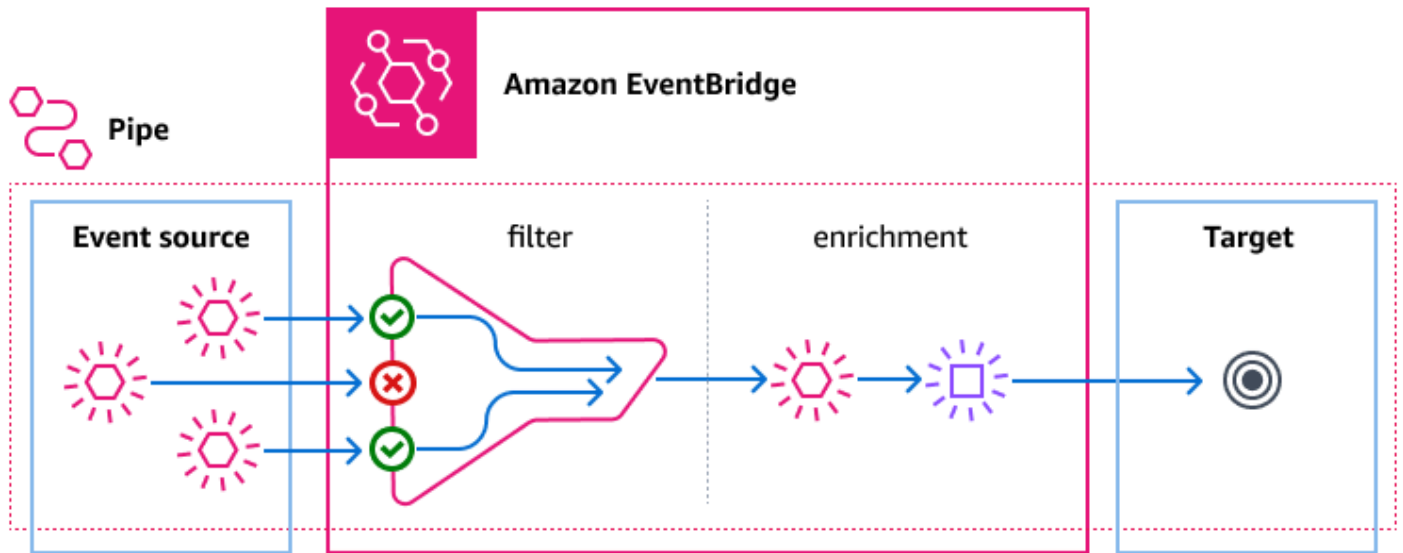 Amazon EventBridge
Pipe
Event source
filter
enrichment
Target